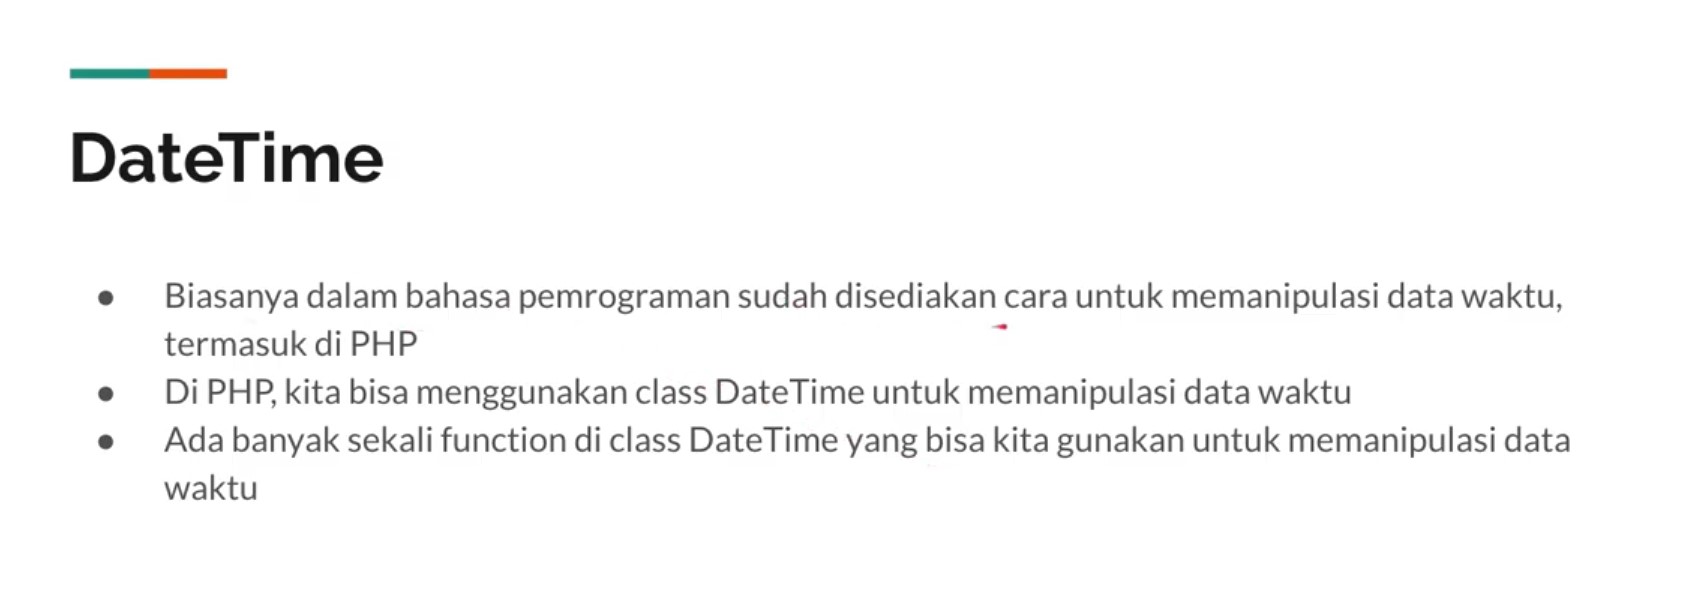 DateTime
● Biasanya dalam bahasa pemrograman sudah disediakan cara untuk memanipulasi data waktu,
termasuk di PHP
● Di PHP, kita bisa menggunakan class DateTime untuk memanipulasi data waktu
● Ada banyak sekali function di class DateTime yang bisa kita gunakan untuk memanipulasi data
waktu